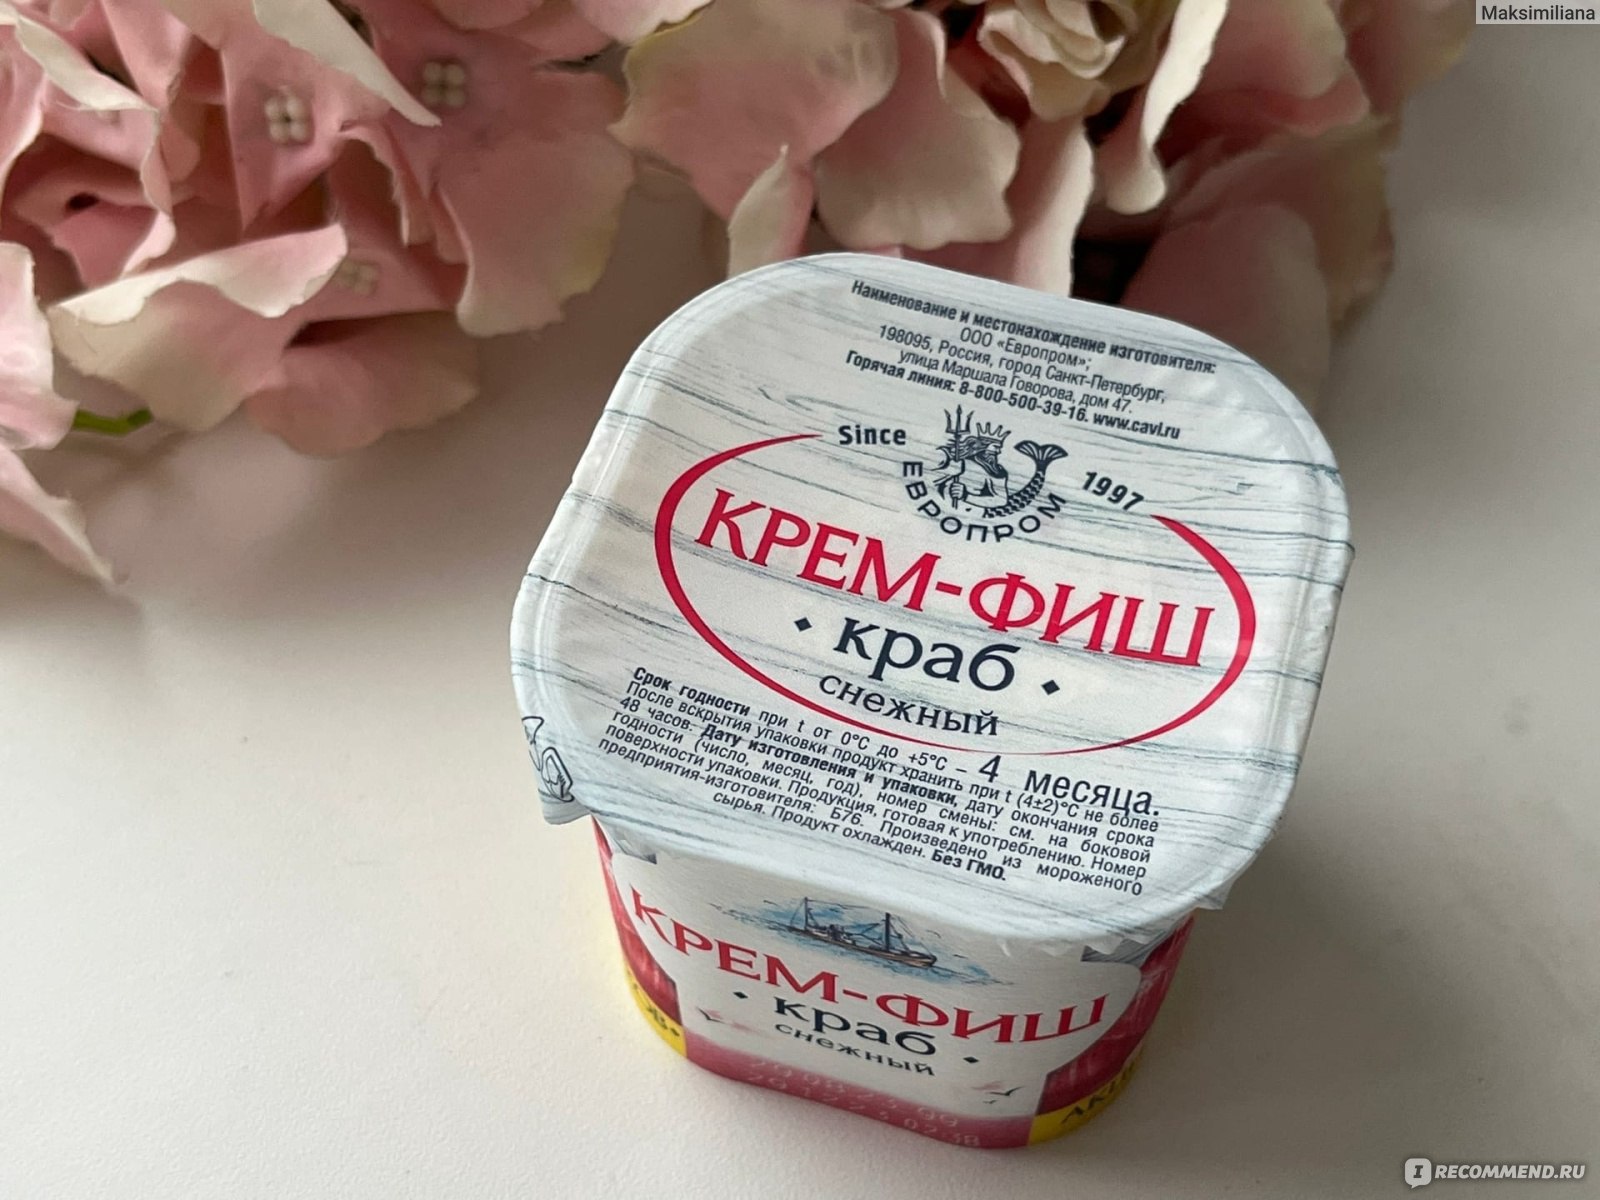 Maksimiliana
Наименование и местонахождение изготовителя:
ООО «Европром»;
198095, Россия, город Санкт-Петербург,
улица Маршала Говорова, дом 47.
Горячая линия: 8-800-500-39-16. www.cavi.ru
Since 1997
ЕВРОПРОМ
КРЕМ-ФИШ
краб
снежный
Срок годности при t от 0°С до +5°С – 4 месяца.
После вскрытия упаковки продукт хранить при t (4±2)°С не более
48 часов. Дату изготовления и упаковки, дату окончания срока
годности (число, месяц, год), номер смены: см. на боковой
поверхности упаковки. Продукция, готовая к употреблению. Номер
предприятия-изготовителя: Б76. Произведено из мороженого
сырья. Продукт охлажден. Без ГМО.
КРЕМ-ФИШ
краб
снежный
IRECOMMEND.RU